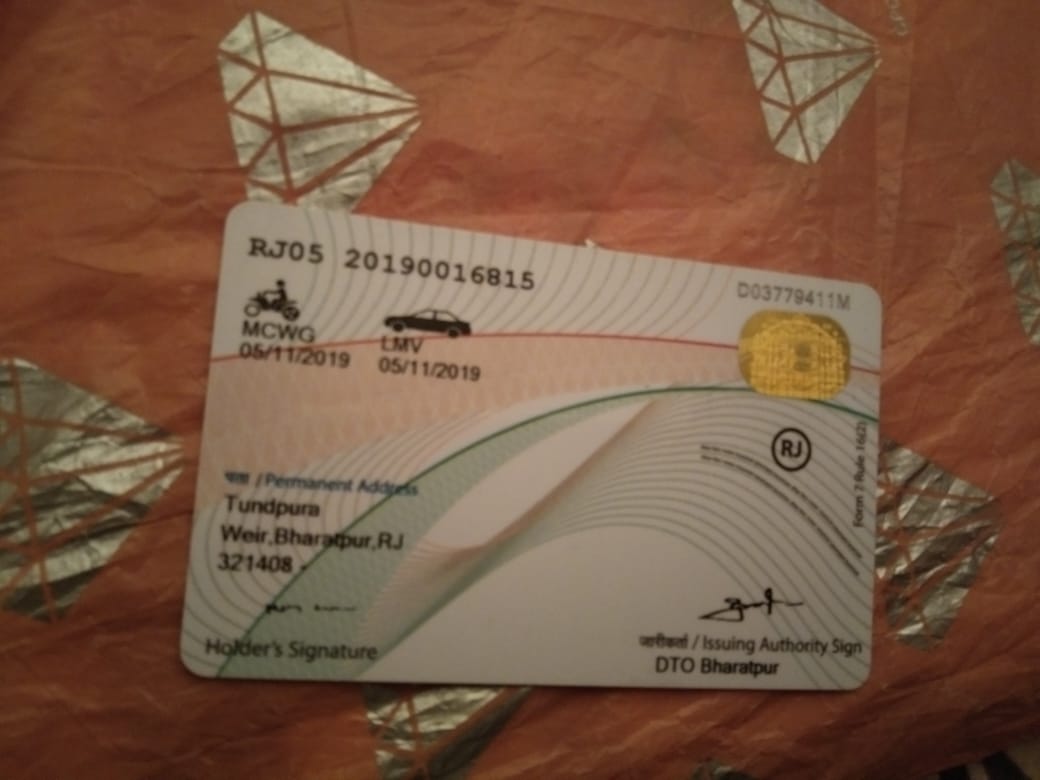 RJ05 20190016815
D03779411M
MCWG
05/11/2019
LMV
05/11/2019
RJ
Form 7 Rule 16(2)
पता / Permanent Address
Tundpura
Weir,Bharatpur,RJ
321408
Holder's Signature
जारीकर्ता / Issuing Authority Sign
DTO Bharatpur